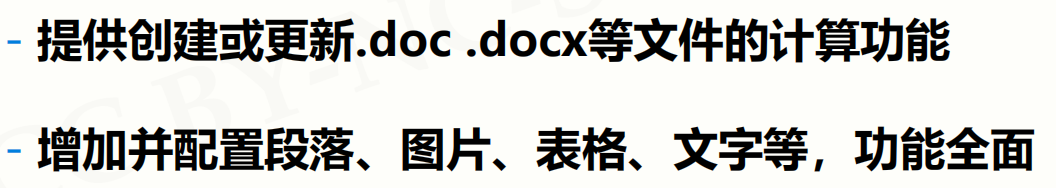 - 提供创建或更新.doc .docx等文件的计算功能
- 增加并配置段落、图片、表格、文字等，功能全面